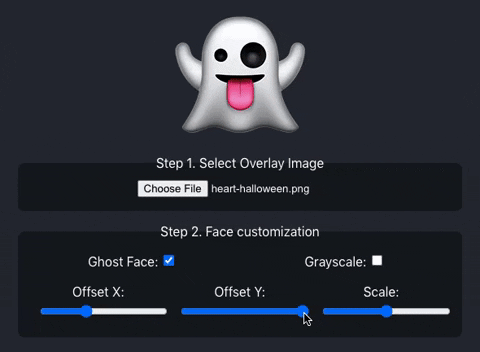 Step 1. Select Overlay Image
Choose File heart-halloween.png
Step 2. Face customization
Ghost Face: Grayscale:
Offset X: Offset Y: Scale: